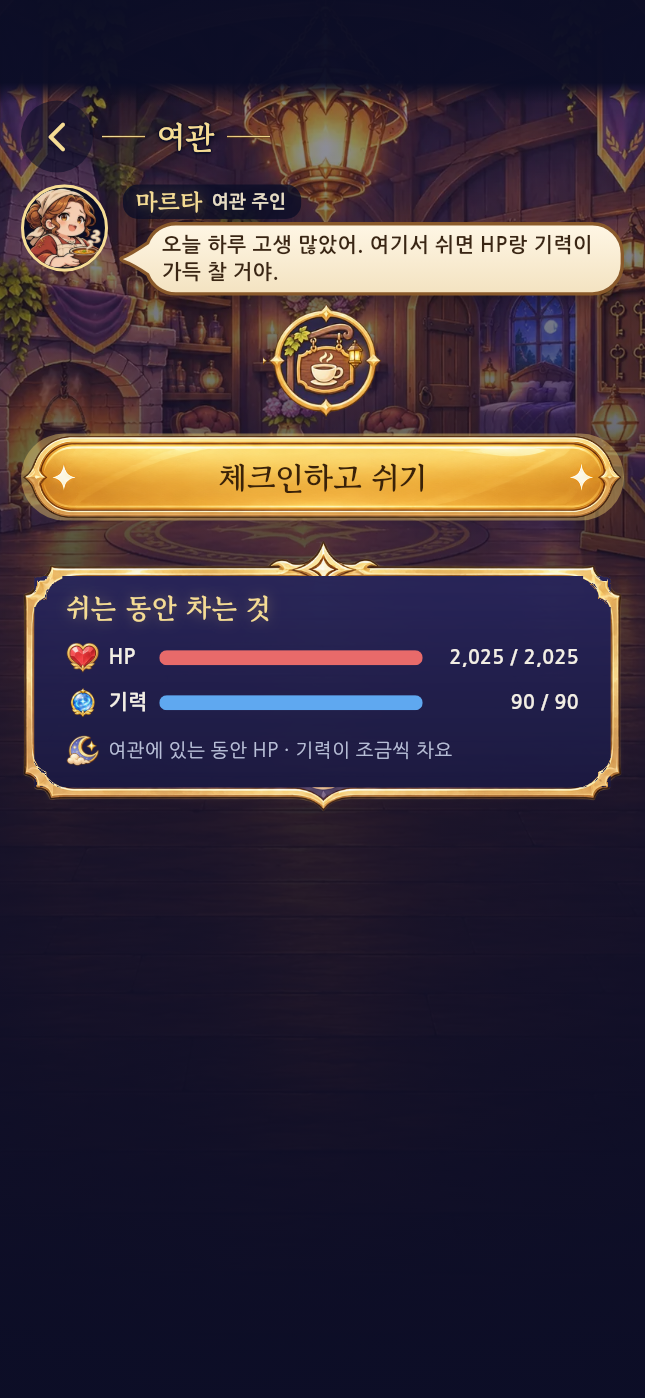 여관
마르타 여관 주인
오늘 하루 고생 많았어. 여기서 쉬면 HP랑 기력이
가득 찰 거야.
체크인하고 쉬기
쉬는 동안 차는 것
HP 2,025 / 2,025
기력 90 / 90
여관에 있는 동안 HP · 기력이 조금씩 차요